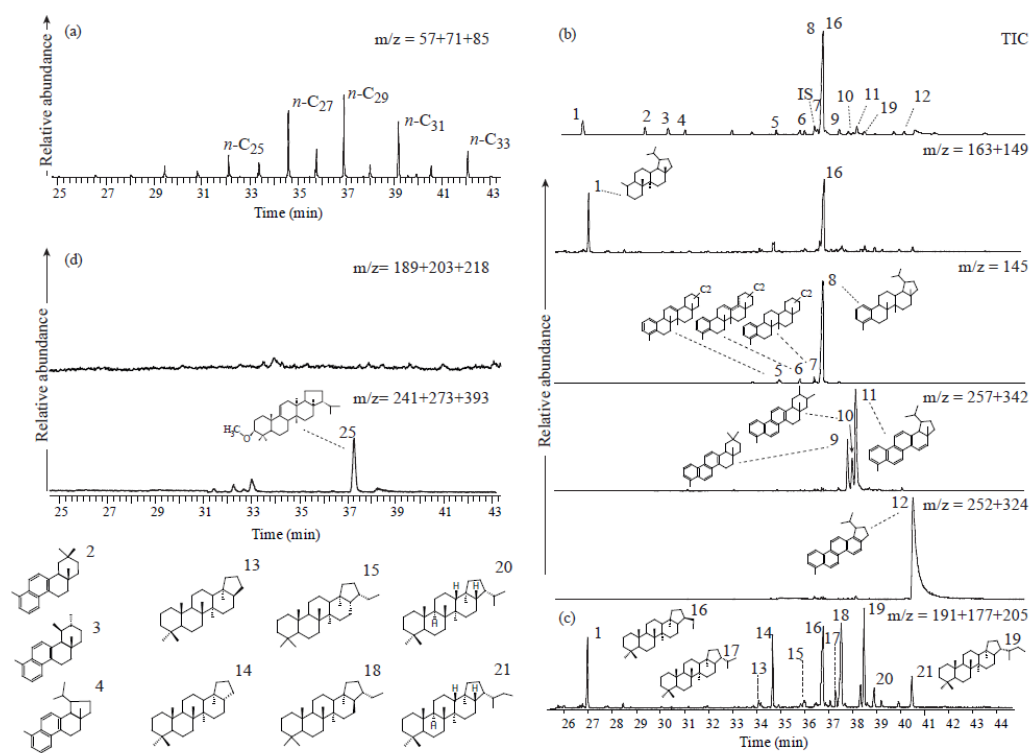 (a)
m/z = 57+71+85
Relative abundance
n-C25
n-C27
n-C29
n-C31
n-C33
25 27 29 31 33 35 37 39 41 43
Time (min)
(b)
TIC
8 16
1 2 3 4 5 6 IS 7 9 10 11 19 12
m/z = 163+149
1 16
m/z = 145
C2 C2 C2
5 6 7 8
m/z = 257+342
9 10 11
m/z = 252+324
12
Relative abundance
(c)
m/z = 191+177+205
1 13 14 15 16 16 17 17 18 19 19 20 21
26 27 28 29 30 31 32 33 34 35 36 37 38 39 40 41 42 43 44
Time (min)
(d)
m/z= 189+203+218
Relative abundance
m/z= 241+273+393
H3C O
25
25 27 29 31 33 35 37 39 41 43
Time (min)
2 13 15 20
H H
H
3
4 14 18 21
H H
H